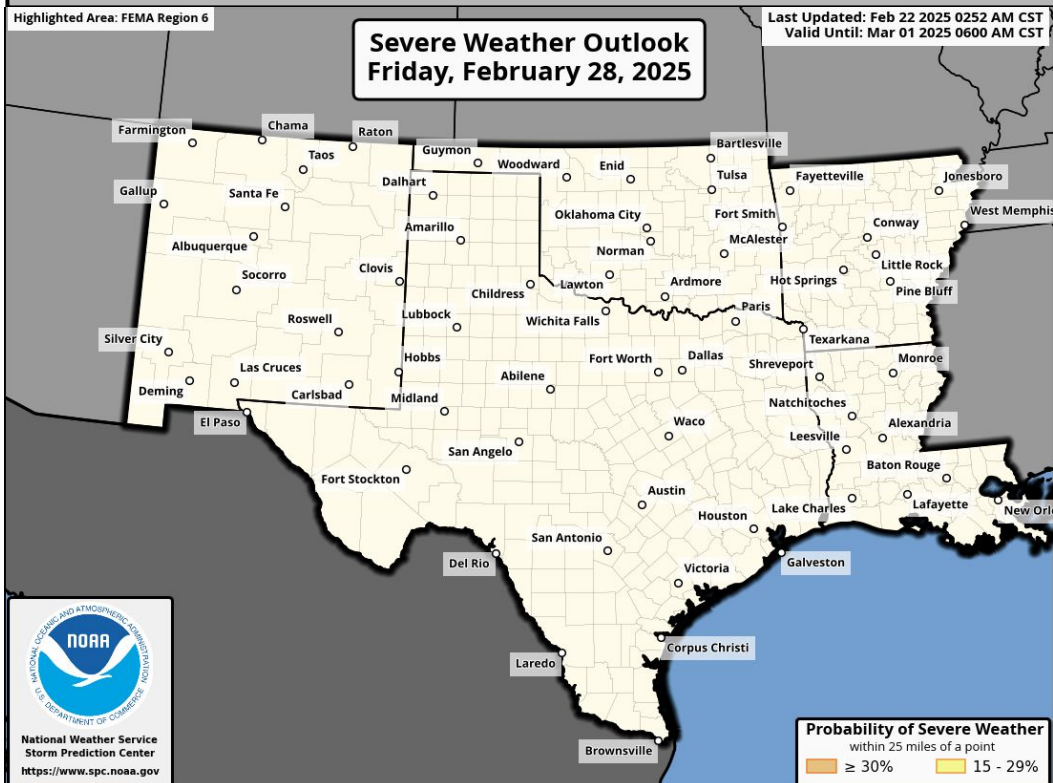 Highlighted Area: FEMA Region 6
Last Updated: Feb 22 2025 0252 AM CST
Valid Until: Mar 01 2025 0600 AM CST
Severe Weather Outlook
Friday, February 28, 2025
Farmington
Chama
Raton
Taos
Guymon
Woodward
Enid
Bartlesville
Tulsa
Fayetteville
Jonesboro
Gallup
Santa Fe
Dalhart
Oklahoma City
Fort Smith
West Memphis
Albuquerque
Amarillo
Norman
McAlester
Conway
Socorro
Clovis
Childress
Lawton
Ardmore
Hot Springs
Little Rock
Pine Bluff
Roswell
Lubbock
Wichita Falls
Paris
Texarkana
Silver City
Hobbs
Fort Worth
Dallas
Shreveport
Monroe
Deming
Las Cruces
Carlsbad
Midland
Abilene
Natchitoches
El Paso
Waco
Leesville
Alexandria
San Angelo
Baton Rouge
Fort Stockton
Austin
Houston
Lake Charles
Lafayette
New Orl
San Antonio
Del Rio
Victoria
Galveston
Corpus Christi
Laredo
Brownsville
NATIONAL OCEANIC AND ATMOSPHERIC ADMINISTRATION
NOAA
U.S. DEPARTMENT OF COMMERCE
National Weather Service
Storm Prediction Center
https://www.spc.noaa.gov
Probability of Severe Weather
within 25 miles of a point
≥ 30%
15 - 29%